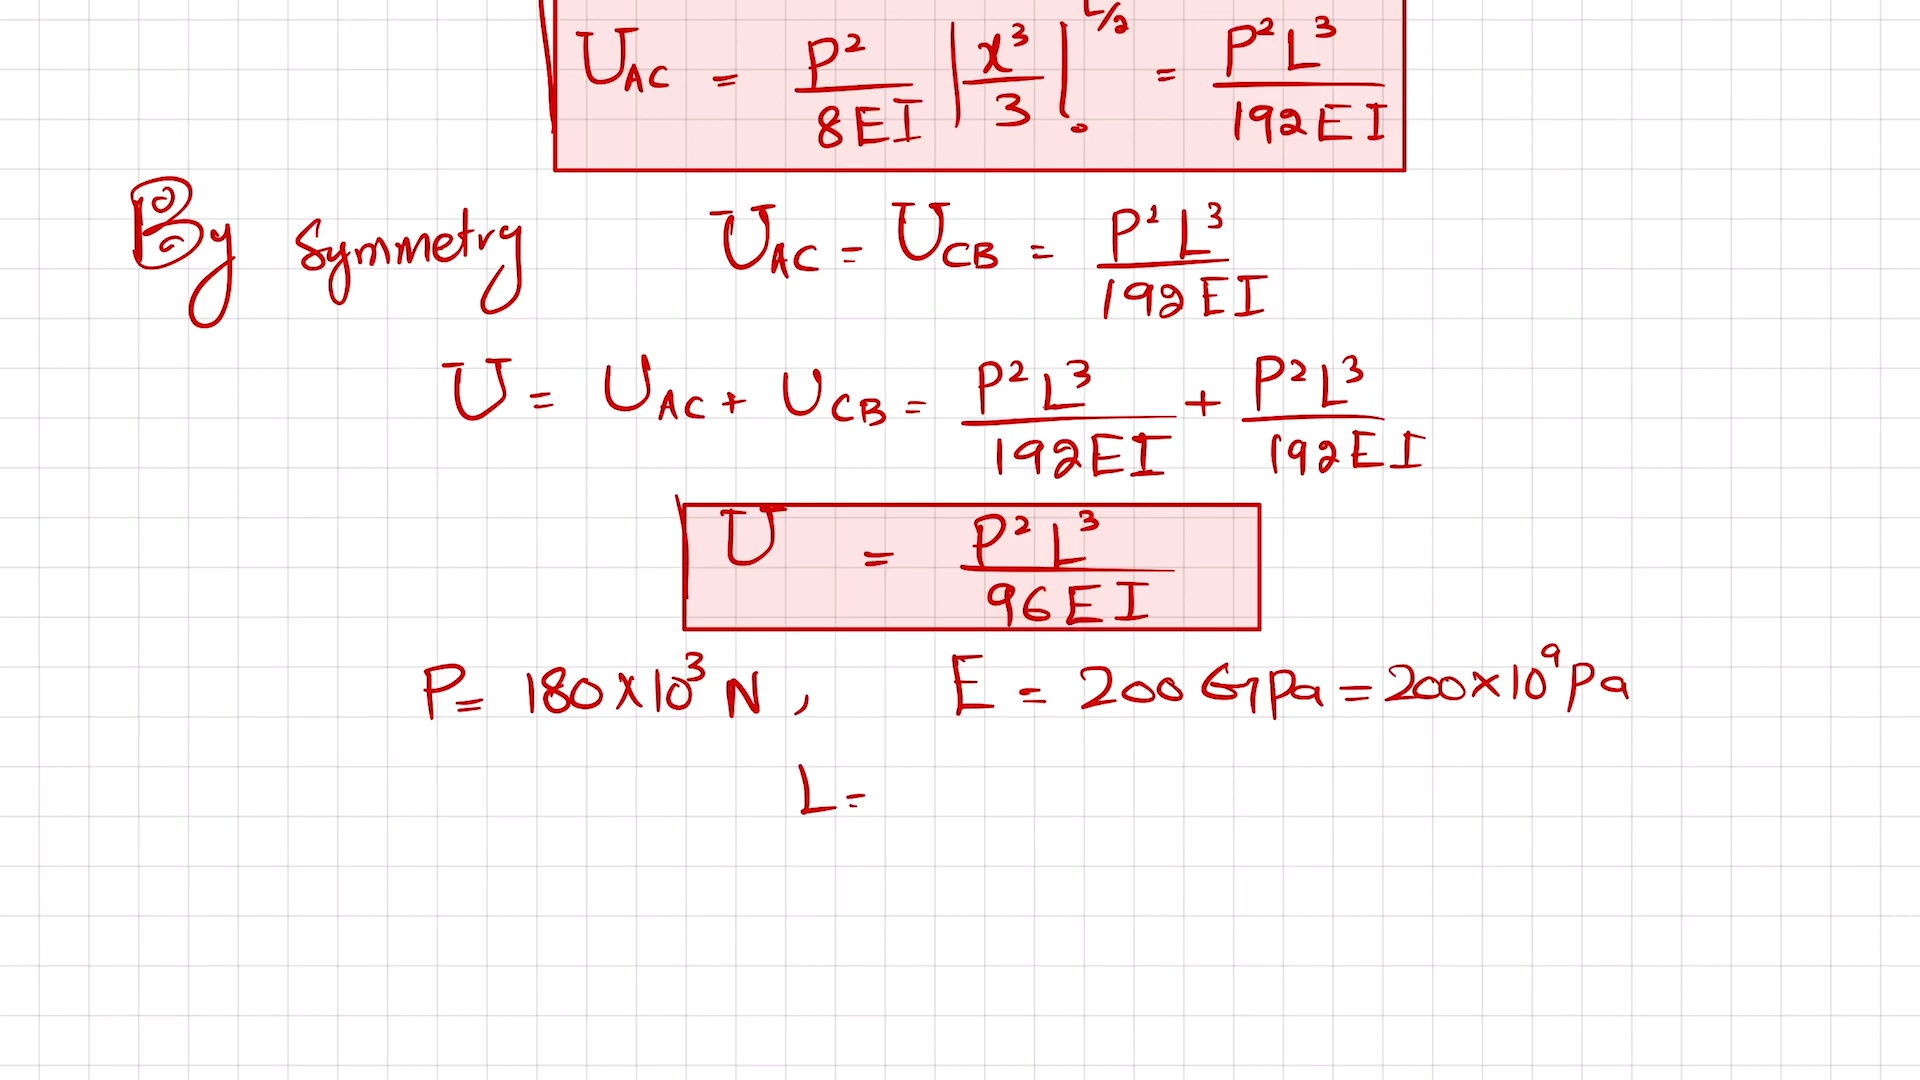 U_AC = P²/8EI |x³/3|₀^L/2 = P²L³/192EI
By Symmetry U_AC = U_CB = P²L³/192EI
U = U_AC + U_CB = P²L³/192EI + P²L³/192EI
U = P²L³/96EI
P = 180×10³ N, E = 200 GPa = 200×10⁹ Pa
L =